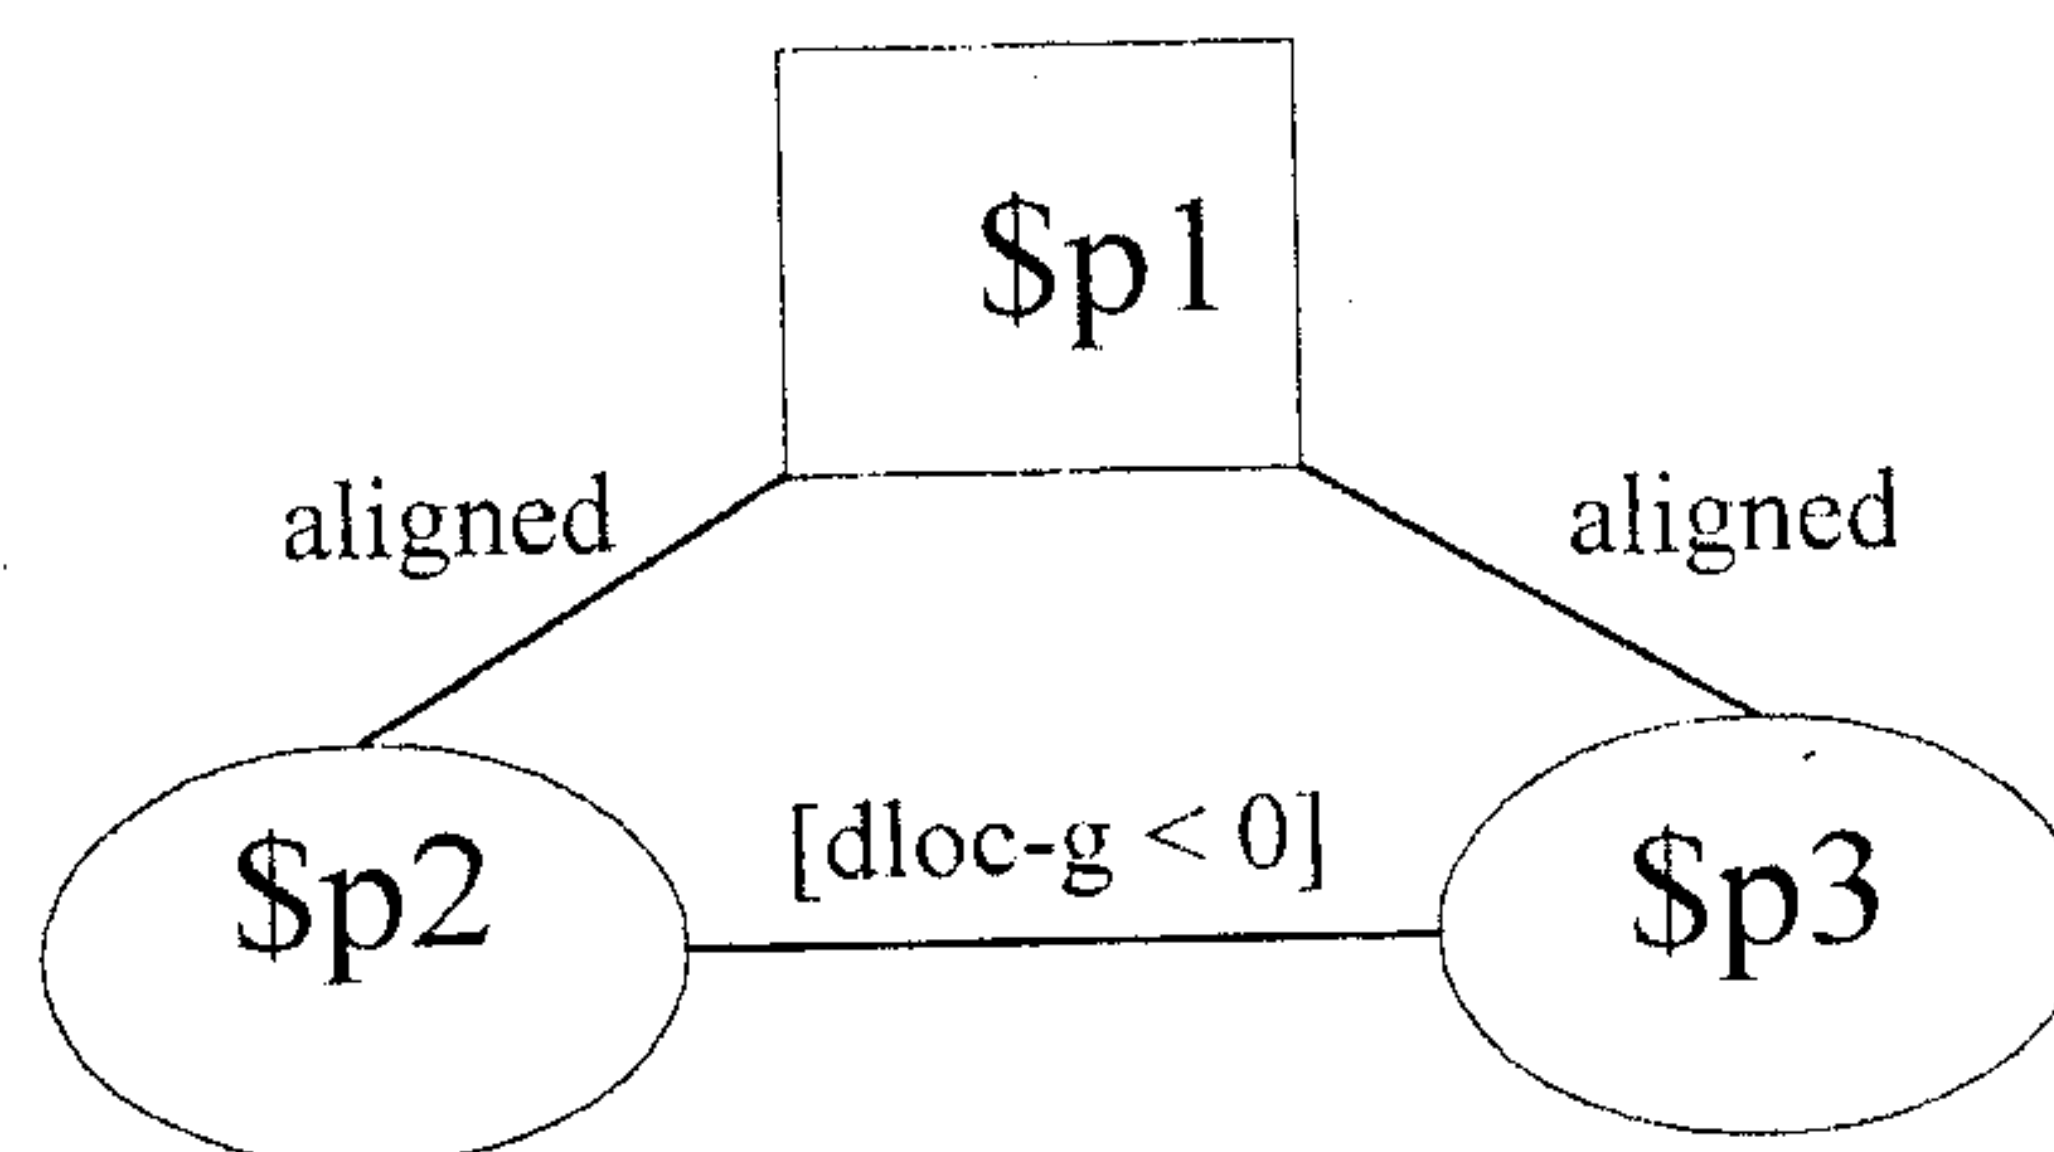 $p1
aligned
aligned
[dloc-g < 0]
$p2
$p3